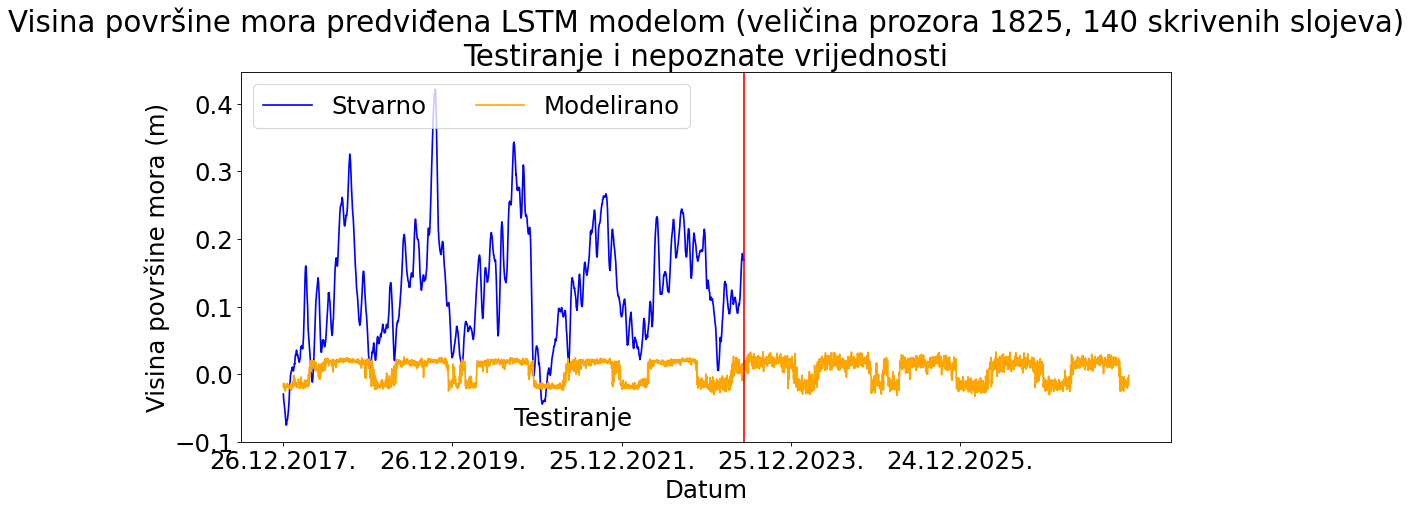 Visina površine mora predviđena LSTM modelom (veličina prozora 1825, 140 skrivenih slojeva)
Testiranje i nepoznate vrijednosti
Stvarno Modelirano
Visina površine mora (m)
0.4
0.3
0.2
0.1
0.0
−0.1
Testiranje
26.12.2017. 26.12.2019. 25.12.2021. 25.12.2023. 24.12.2025.
Datum